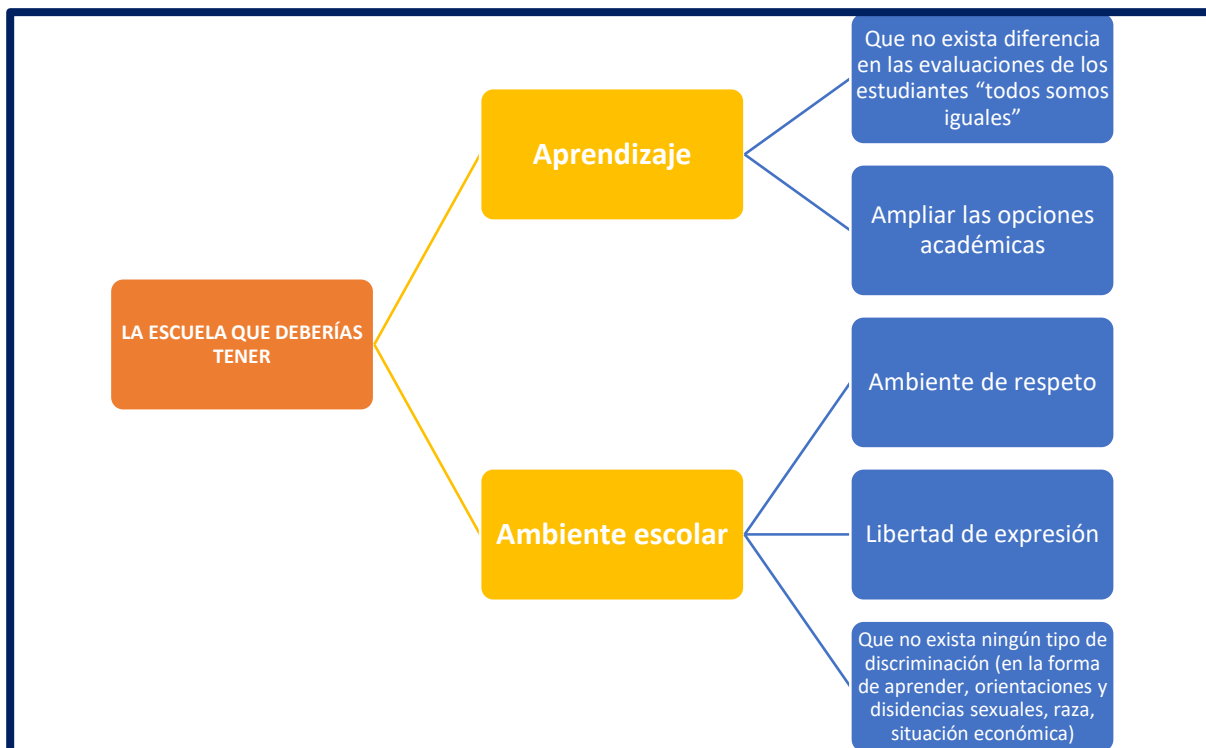 LA ESCUELA QUE DEBERÍAS
TENER
Aprendizaje
Que no exista diferencia
en las evaluaciones de los
estudiantes “todos somos
iguales”
Ampliar las opciones
académicas
Ambiente escolar
Ambiente de respeto
Libertad de expresión
Que no exista ningún tipo de
discriminación (en la forma
de aprender, orientaciones y
disidencias sexuales, raza,
situación económica)